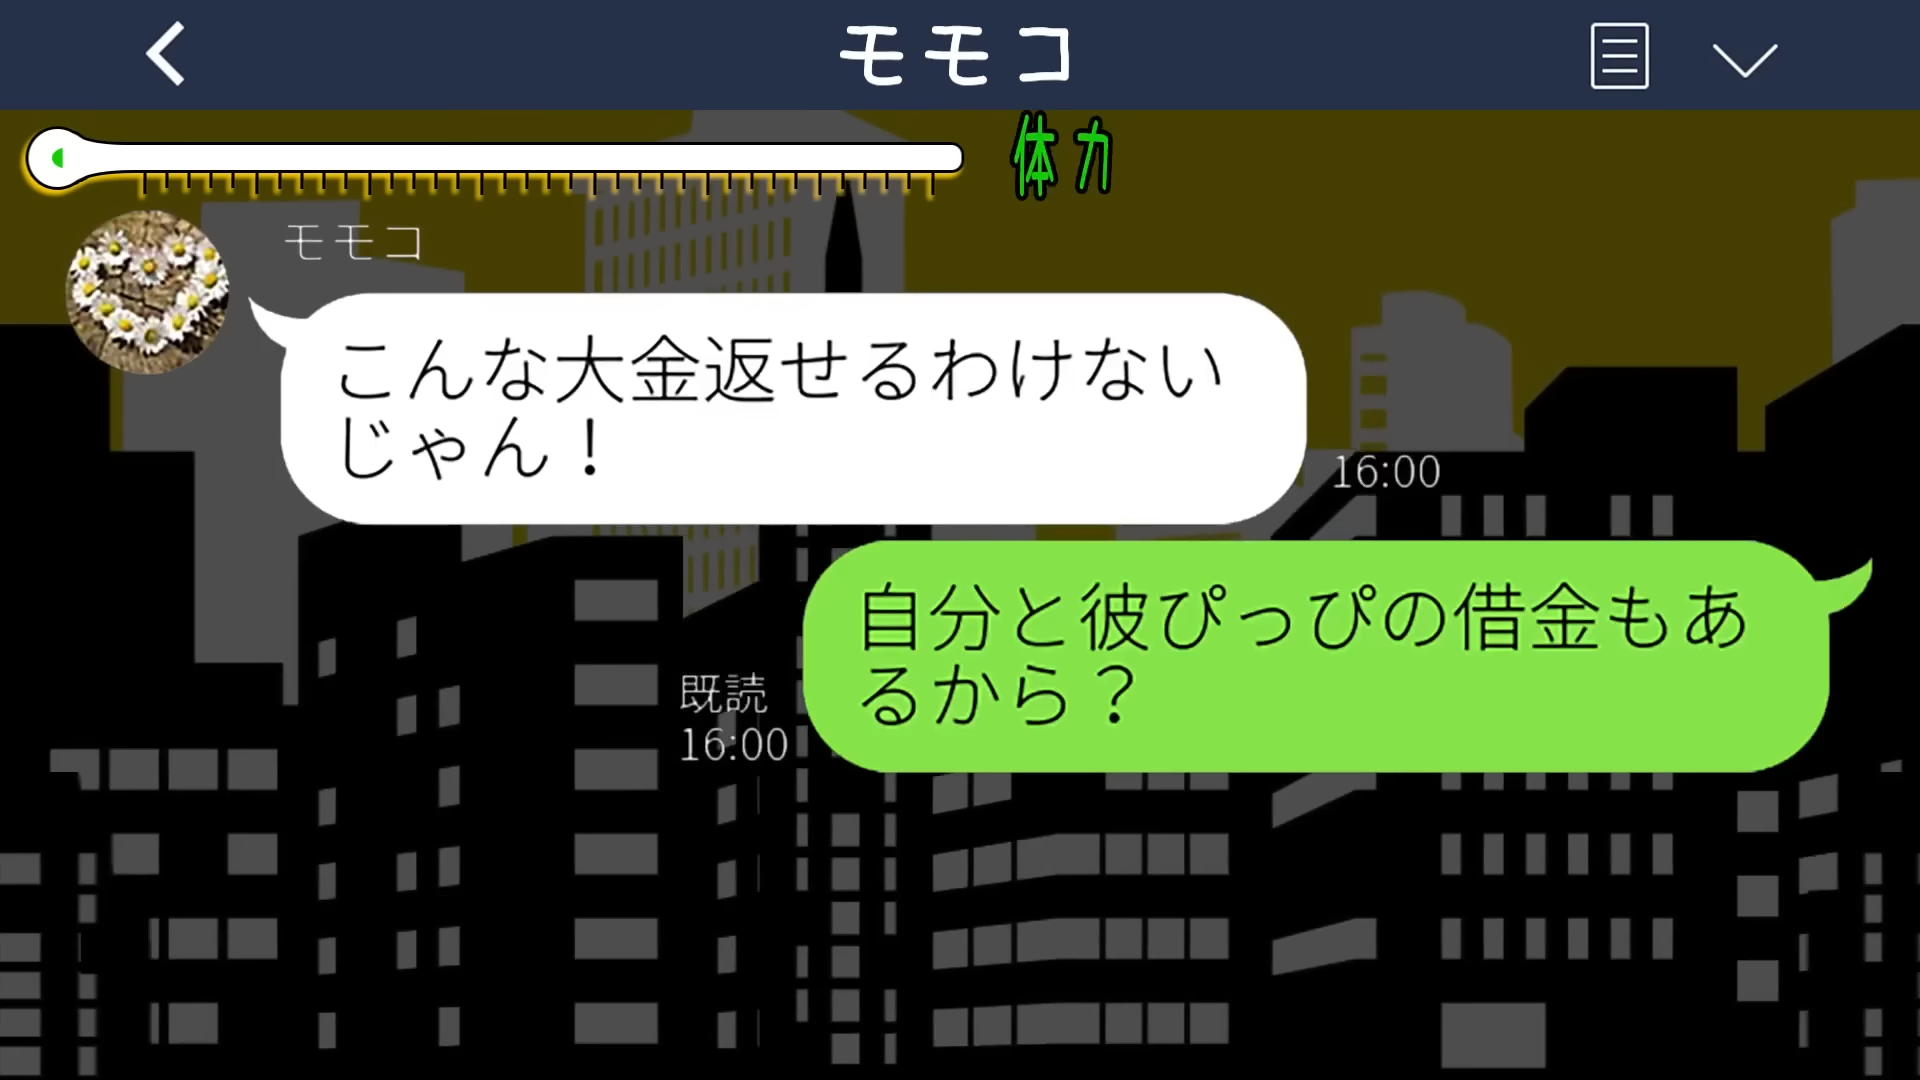 モモコ
体力
モモコ
こんな大金返せるわけない
じゃん！
16:00
自分と彼ぴっぴの借金もあ
るから？
既読
16:00